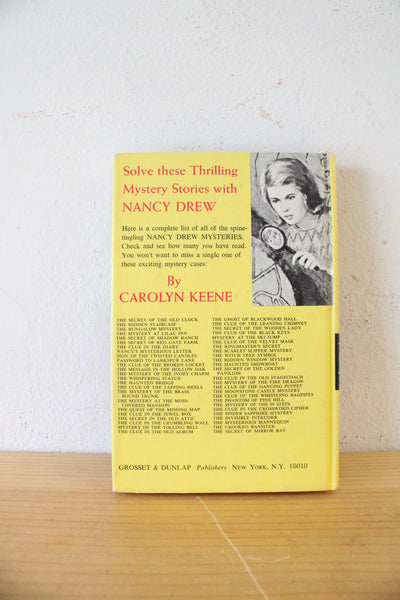 Solve these Thrilling
Mystery Stories with
NANCY DREW
Here is a complete list of all of the spine-
tingling NANCY DREW MYSTERIES.
Check and see how many you have read.
You won't want to miss a single one of
these exciting mystery cases:
By
CAROLYN KEENE
THE SECRET OF THE OLD CLOCK
THE HIDDEN STAIRCASE
THE BUNGALOW MYSTERY
THE MYSTERY AT LILAC INN
THE SECRET OF SHADOW RANCH
THE SECRET OF RED GATE FARM
THE CLUE IN THE DIARY
NANCY'S MYSTERIOUS LETTER
THE SIGN OF THE TWISTED CANDLES
PASSWORD TO LARKSPUR LANE
THE CLUE OF THE BROKEN LOCKET
THE MESSAGE IN THE HOLLOW OAK
THE MYSTERY OF THE IVORY CHARM
THE WHISPERING STATUE
THE HAUNTED BRIDGE
THE CLUE OF THE TAPPING HEELS
THE MYSTERY OF THE BRASS
BOUND TRUNK
THE MYSTERY AT THE MOSS-
COVERED MANSION
THE QUEST OF THE MISSING MAP
THE CLUE IN THE JEWEL BOX
THE SECRET IN THE OLD ATTIC
THE CLUE IN THE CRUMBLING WALL
THE MYSTERY OF THE TOLLING BELL
THE CLUE IN THE OLD ALBUM
THE GHOST OF BLACKWOOD HALL
THE CLUE OF THE LEANING CHIMNEY
THE SECRET OF THE WOODEN LADY
THE CLUE OF THE BLACK KEYS
MYSTERY AT THE SKI JUMP
THE CLUE OF THE VELVET MASK
THE RINGMASTER'S SECRET
THE SCARLET SLIPPER MYSTERY
THE WITCH TREE SYMBOL
THE HIDDEN WINDOW MYSTERY
THE HAUNTED SHOWBOAT
THE SECRET OF THE GOLDEN
PAVILION
THE CLUE IN THE OLD STAGECOACH
THE MYSTERY OF THE FIRE DRAGON
THE CLUE OF THE DANCING PUPPET
THE MOONSTONE CASTLE MYSTERY
THE CLUE OF THE WHISTLING BAGPIPES
THE PHANTOM OF PINE HILL
THE MYSTERY OF THE 99 STEPS
THE CLUE IN THE CROSSWORD CIPHER
THE SPIDER SAPPHIRE MYSTERY
THE INVISIBLE INTRUDER
THE MYSTERIOUS MANNEQUIN
THE CROOKED BANISTER
THE SECRET OF MIRROR BAY
GROSSET & DUNLAP Publishers NEW YORK, N.Y. 10010